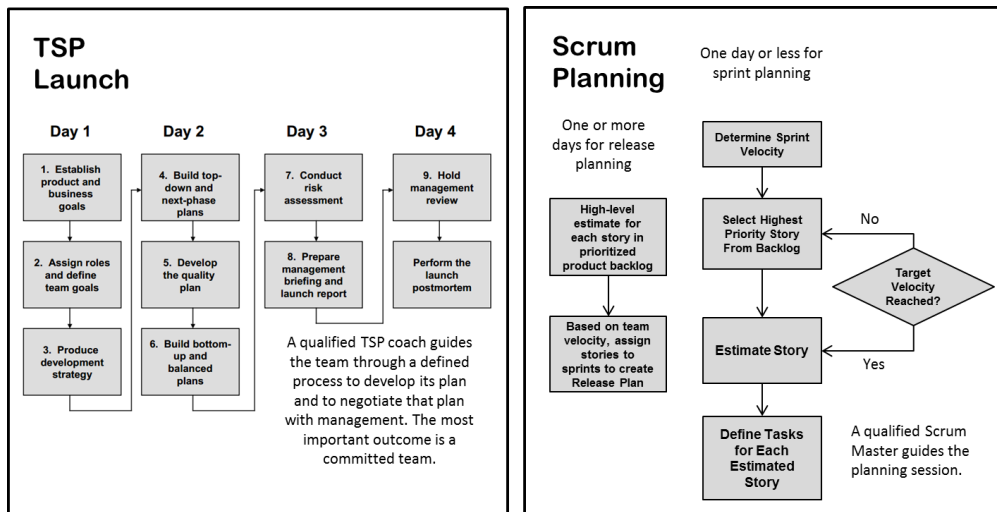 TSP
Launch
Day 1
Day 2
Day 3
Day 4
1. Establish
product and
business
goals
2. Assign roles
and define
team goals
3. Produce
development
strategy
4. Build top-
down and
next-phase
plans
5. Develop
the quality
plan
6. Build bottom-
up and
balanced
plans
7. Conduct
risk
assessment
8. Prepare
management
briefing and
launch report
9. Hold
management
review
Perform the
launch
postmortem
A qualified TSP coach guides
the team through a defined
process to develop its plan
and to negotiate that plan
with management. The most
important outcome is a
committed team.
Scrum
Planning
One day or less for
sprint planning
One or more
days for release
planning
High-level
estimate for
each story in
prioritized
product backlog
Based on team
velocity, assign
stories to
sprints to create
Release Plan
Determine Sprint
Velocity
Select Highest
Priority Story
From Backlog
No
Target
Velocity
Reached?
Yes
Estimate Story
Define Tasks
for Each
Estimated
Story
A qualified Scrum
Master guides the
planning session.